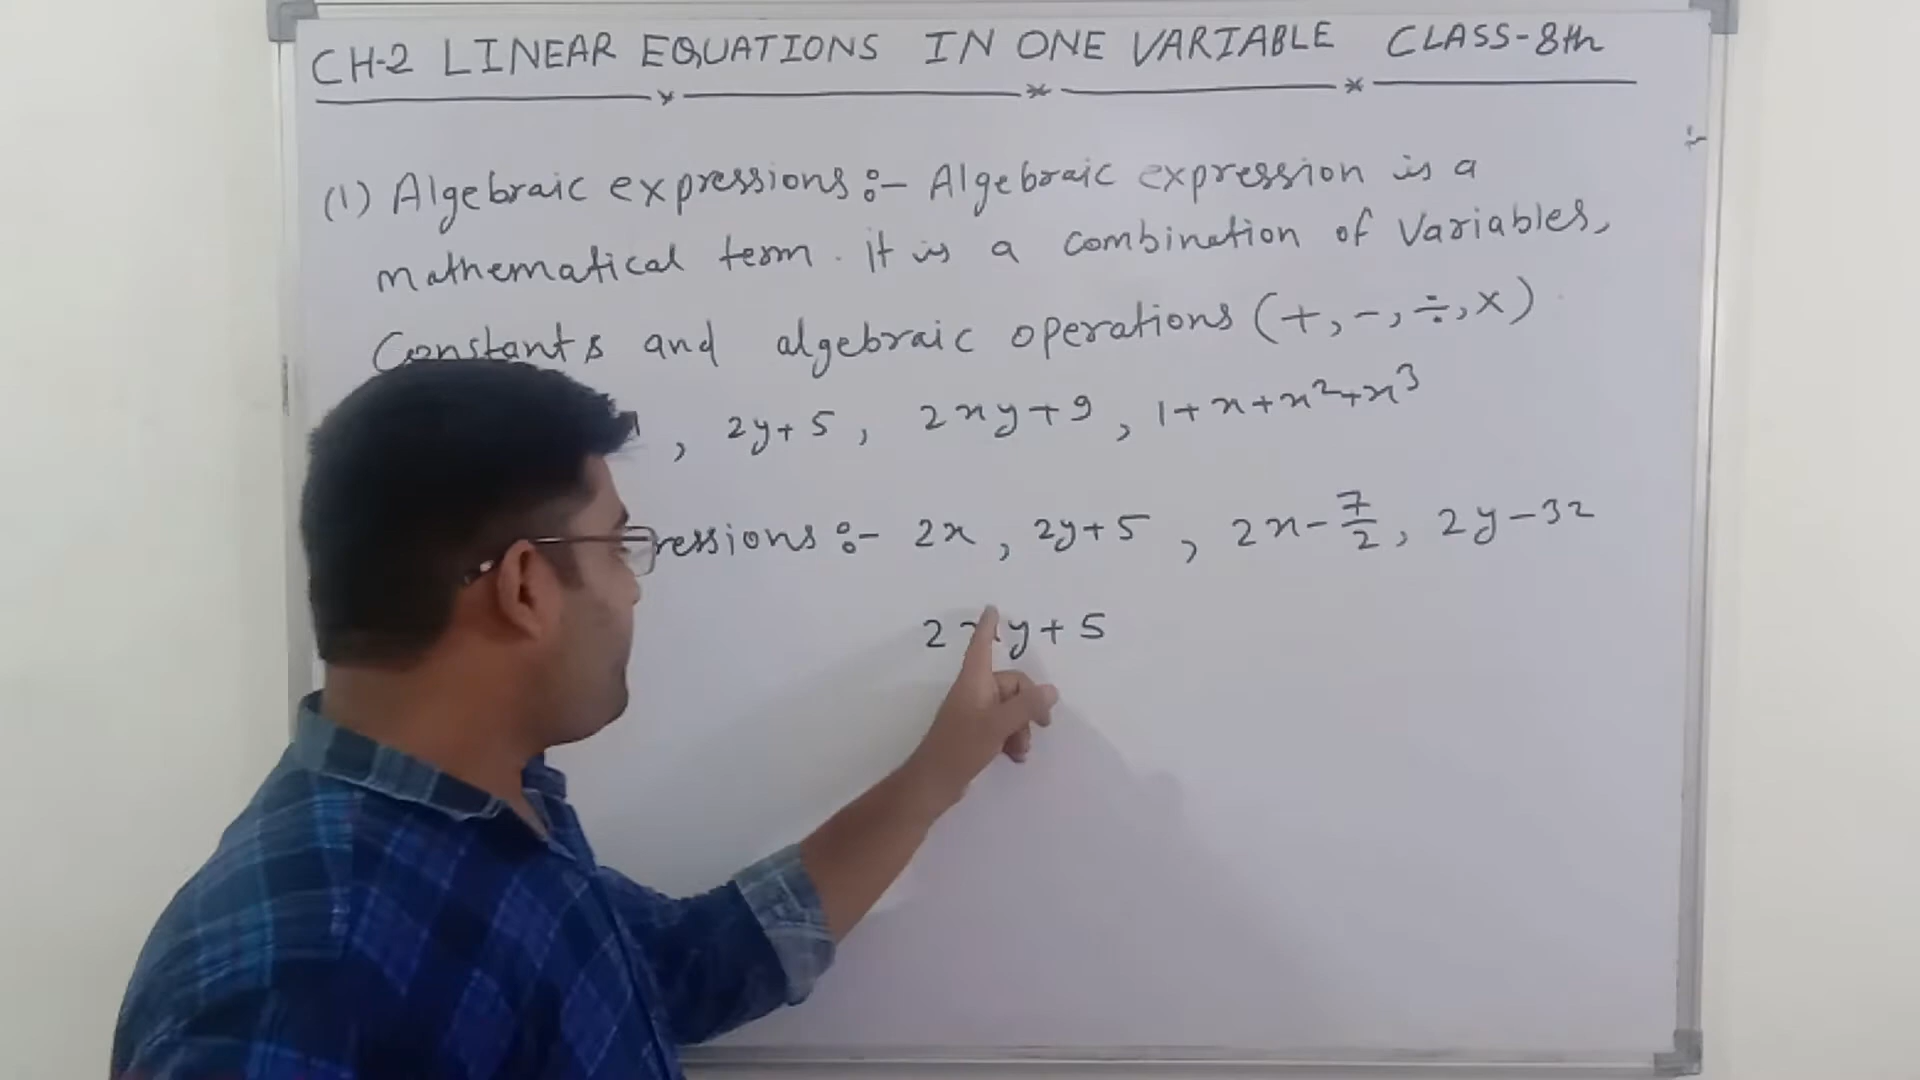 CH-2 LINEAR EQUATIONS IN ONE VARIABLE CLASS-8th
(1) Algebraic expressions :- Algebraic expression is a
mathematical term. it is a combination of Variables,
Constants and algebraic operations (+, -, ÷, ×)
, 2y+5, 2xy+9, 1+x+x²+x³
ressions :- 2x, 2y+5, 2x-7/2, 2y-32
2xy+5